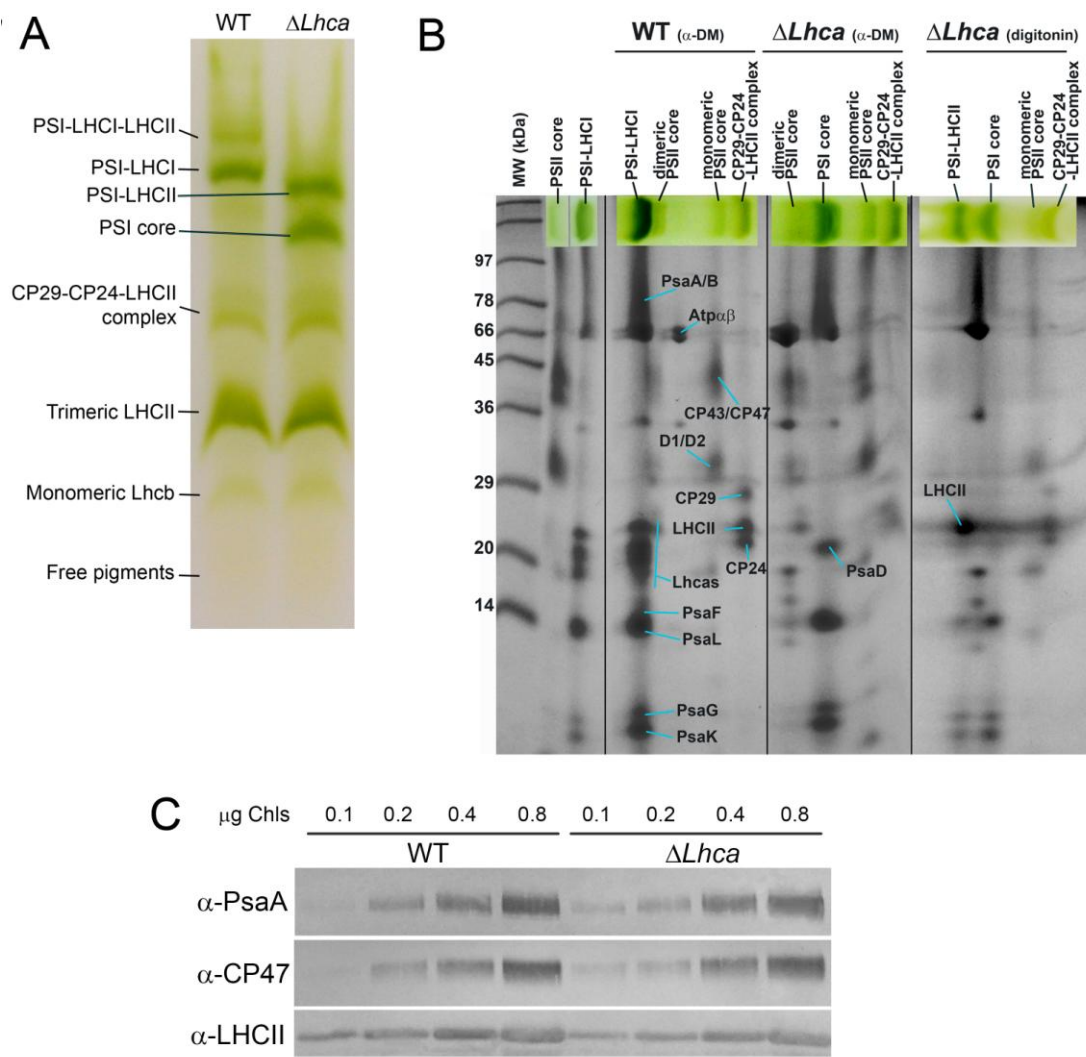 A
WT ΔLhca
PSI-LHCI-LHCII
PSI-LHCI
PSI-LHCII
PSI core
CP29-CP24-LHCII
complex
Trimeric LHCII
Monomeric Lhcb
Free pigments
B
WT (α-DM) ΔLhca (α-DM) ΔLhca (digitonin)
MW (kDa)
PSII core
PSI-LHCI
PSI-LHCI
dimeric
PSII core
monomeric
PSII core
CP29-CP24
-LHCII complex
dimeric
PSII core
PSI core
monomeric
PSII core
CP29-CP24
-LHCII complex
PSI-LHCII
PSI core
monomeric
PSII core
CP29-CP24
-LHCII complex
97
78
66
45
36
29
20
14
PsaA/B
Atpαβ
CP43/CP47
D1/D2
CP29
LHCII
CP24
Lhcas
PsaF
PsaL
PsaG
PsaK
PsaD
LHCII
C
μg Chls 0.1 0.2 0.4 0.8 0.1 0.2 0.4 0.8
WT ΔLhca
α-PsaA
α-CP47
α-LHCII